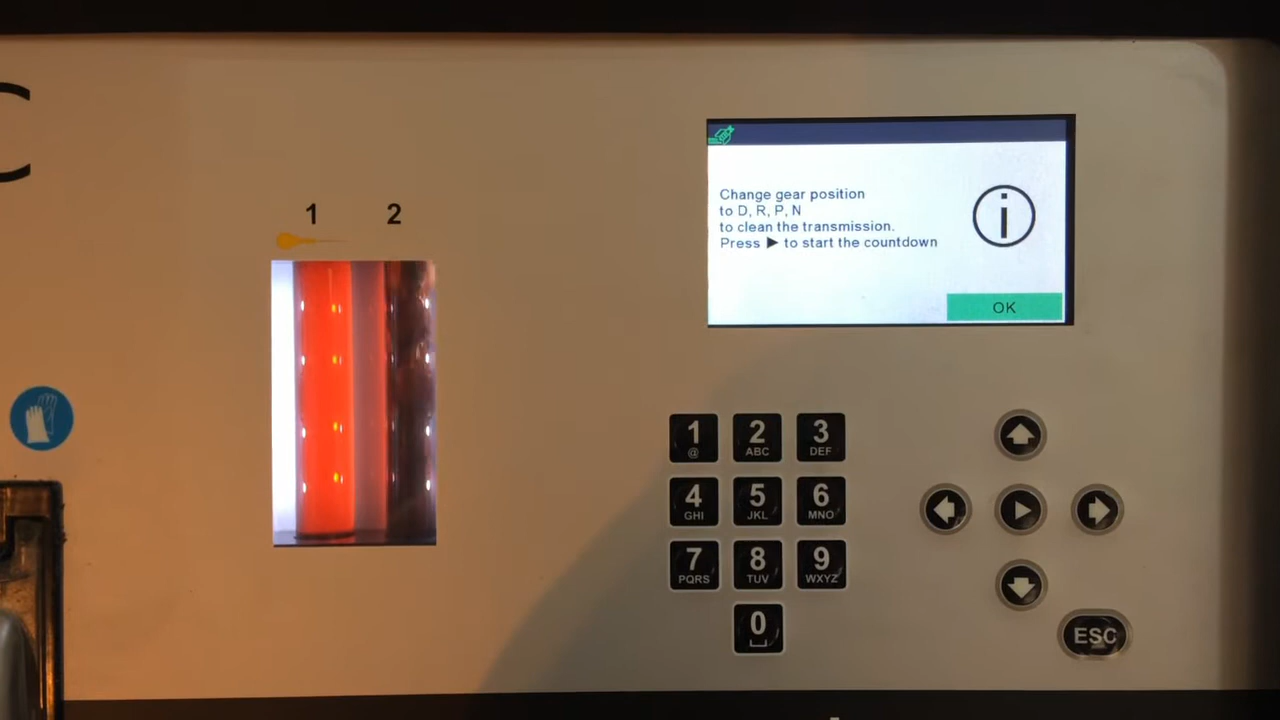 C
1 2
Change gear position
to D, R, P, N
to clean the transmission.
Press ▶ to start the countdown
i
OK
1 2 3
@ ABC DEF
4 5 6
GHI JKL MNO
7 8 9
PQRS TUV WXYZ
0
ESC